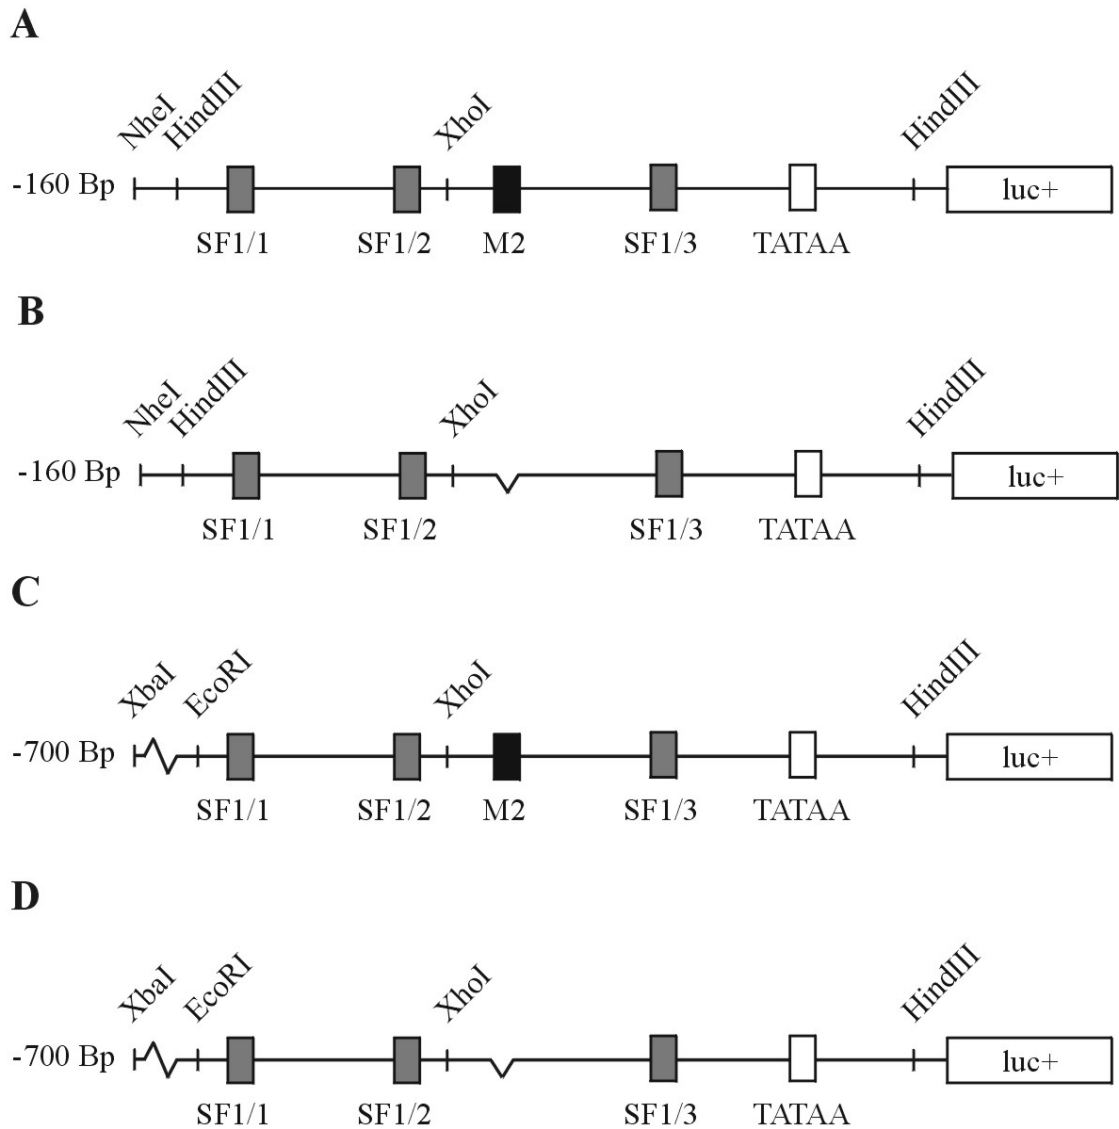 A
NheI HindIII XhoI HindIII
-160 Bp luc+
SF1/1 SF1/2 M2 SF1/3 TATAA
B
NheI HindIII XhoI HindIII
-160 Bp luc+
SF1/1 SF1/2 SF1/3 TATAA
C
XbaI EcoRI XhoI HindIII
-700 Bp luc+
SF1/1 SF1/2 M2 SF1/3 TATAA
D
XbaI EcoRI XhoI HindIII
-700 Bp luc+
SF1/1 SF1/2 SF1/3 TATAA